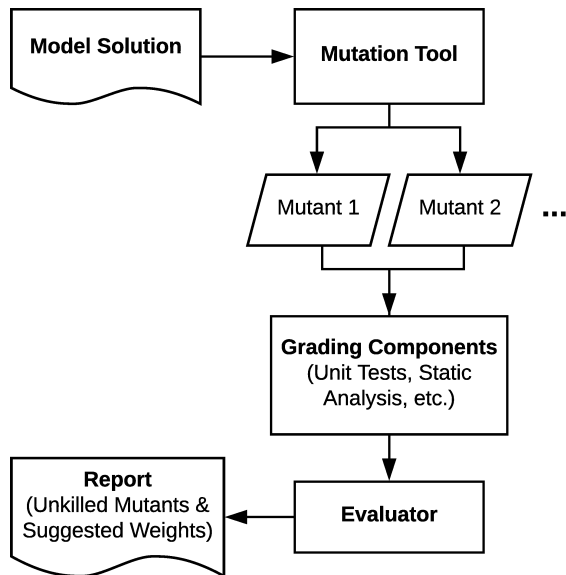 Model Solution
Mutation Tool
Mutant 1
Mutant 2
...
Grading Components
(Unit Tests, Static
Analysis, etc.)
Report
(Unkilled Mutants &
Suggested Weights)
Evaluator